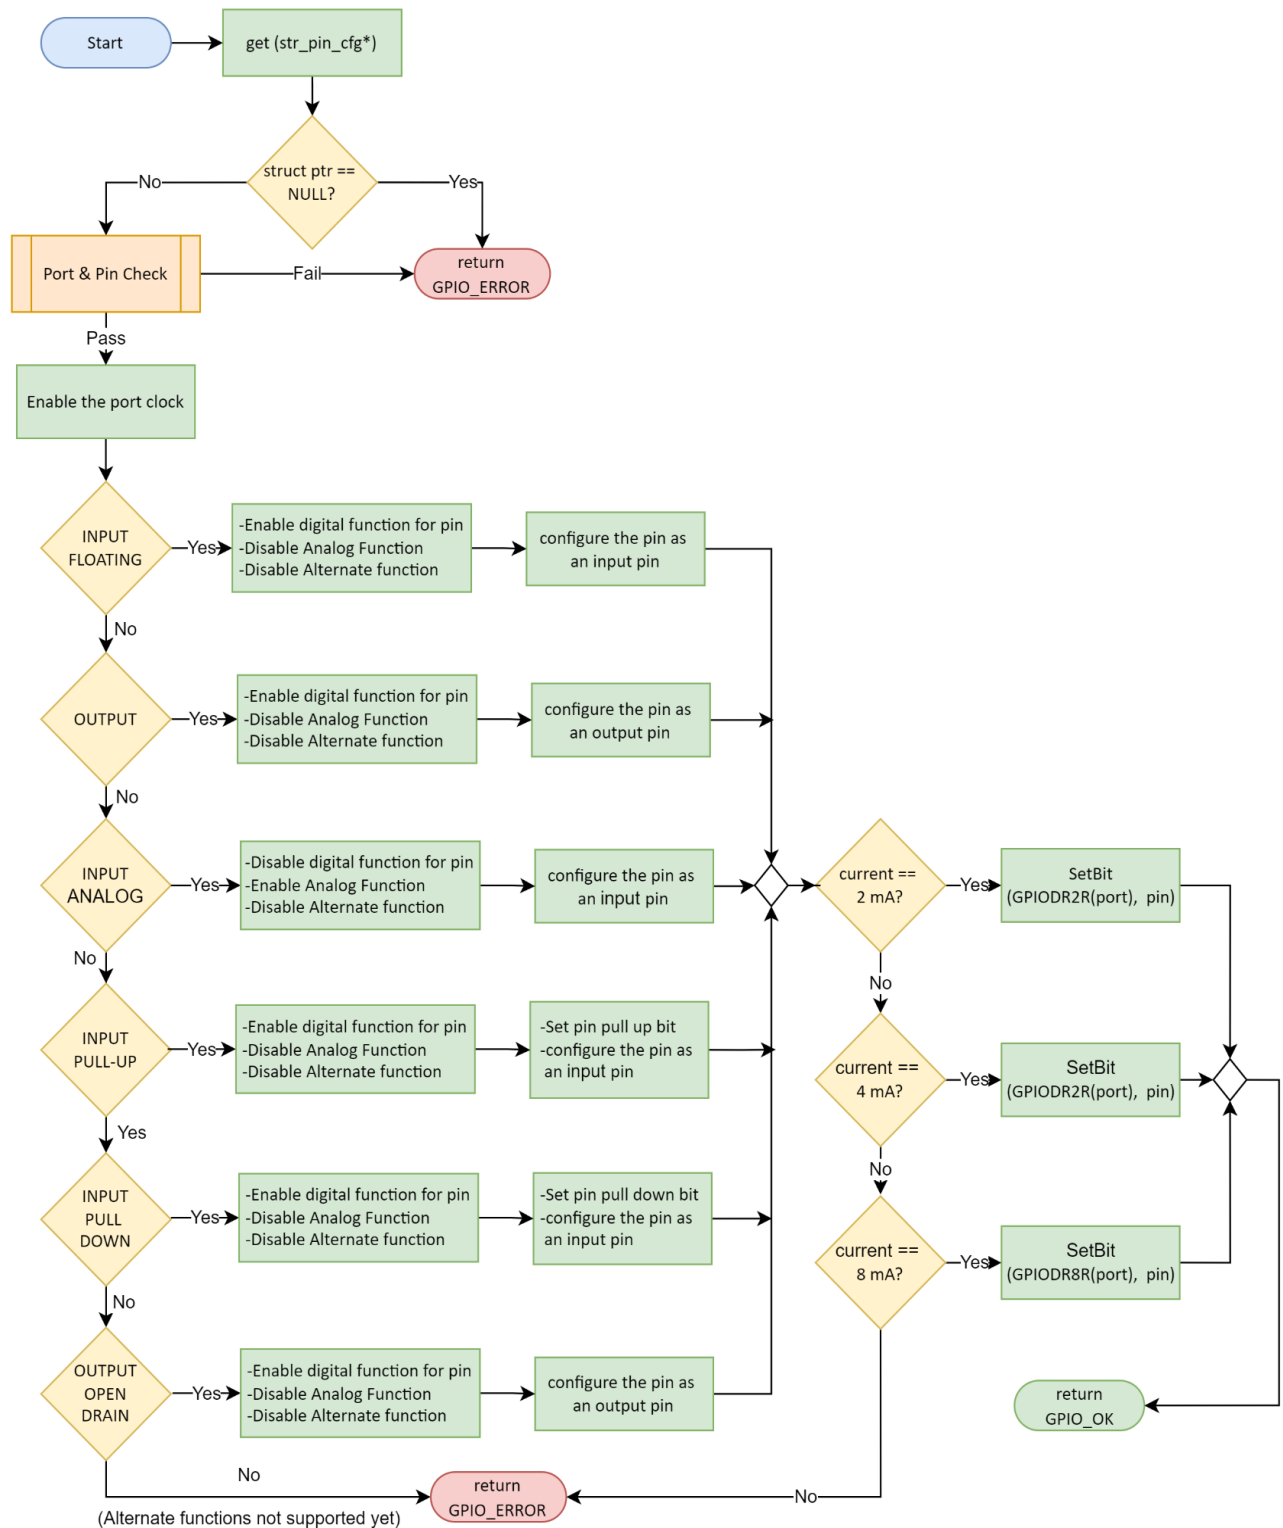 Start
get (str_pin_cfg*)
struct ptr ==
NULL?
No
Yes
Port & Pin Check
Fail
return
GPIO_ERROR
Pass
Enable the port clock
INPUT
FLOATING
Yes
-Enable digital function for pin
-Disable Analog Function
-Disable Alternate function
configure the pin as
an input pin
No
OUTPUT
Yes
-Enable digital function for pin
-Disable Analog Function
-Disable Alternate function
configure the pin as
an output pin
No
INPUT
ANALOG
Yes
-Disable digital function for pin
-Enable Analog Function
-Disable Alternate function
configure the pin as
an input pin
current ==
2 mA?
Yes
SetBit
(GPIODR2R(port), pin)
No
No
INPUT
PULL-UP
Yes
-Enable digital function for pin
-Disable Analog Function
-Disable Alternate function
-Set pin pull up bit
-configure the pin as
an input pin
current ==
4 mA?
Yes
SetBit
(GPIODR2R(port), pin)
Yes
No
INPUT
PULL
DOWN
Yes
-Enable digital function for pin
-Disable Analog Function
-Disable Alternate function
-Set pin pull down bit
-configure the pin as
an input pin
current ==
8 mA?
Yes
SetBit
(GPIODR8R(port), pin)
No
OUTPUT
OPEN
DRAIN
Yes
-Enable digital function for pin
-Disable Analog Function
-Disable Alternate function
configure the pin as
an output pin
return
GPIO_OK
No
return
GPIO_ERROR
No
(Alternate functions not supported yet)